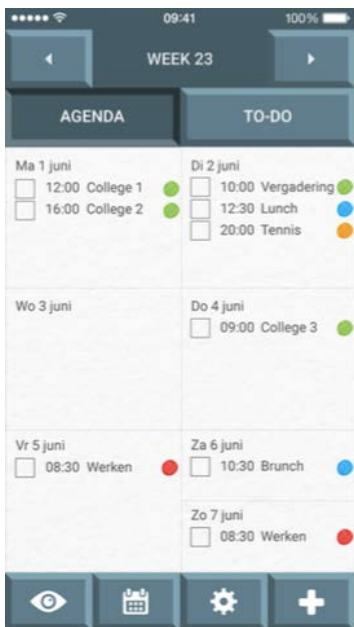 09:41
100%
WEEK 23
AGENDA
TO-DO
Ma 1 juni
12:00 College 1
16:00 College 2
Di 2 juni
10:00 Vergadering
12:30 Lunch
20:00 Tennis
Wo 3 juni
Do 4 juni
09:00 College 3
Vr 5 juni
08:30 Werken
Za 6 juni
10:30 Brunch
Zo 7 juni
08:30 Werken